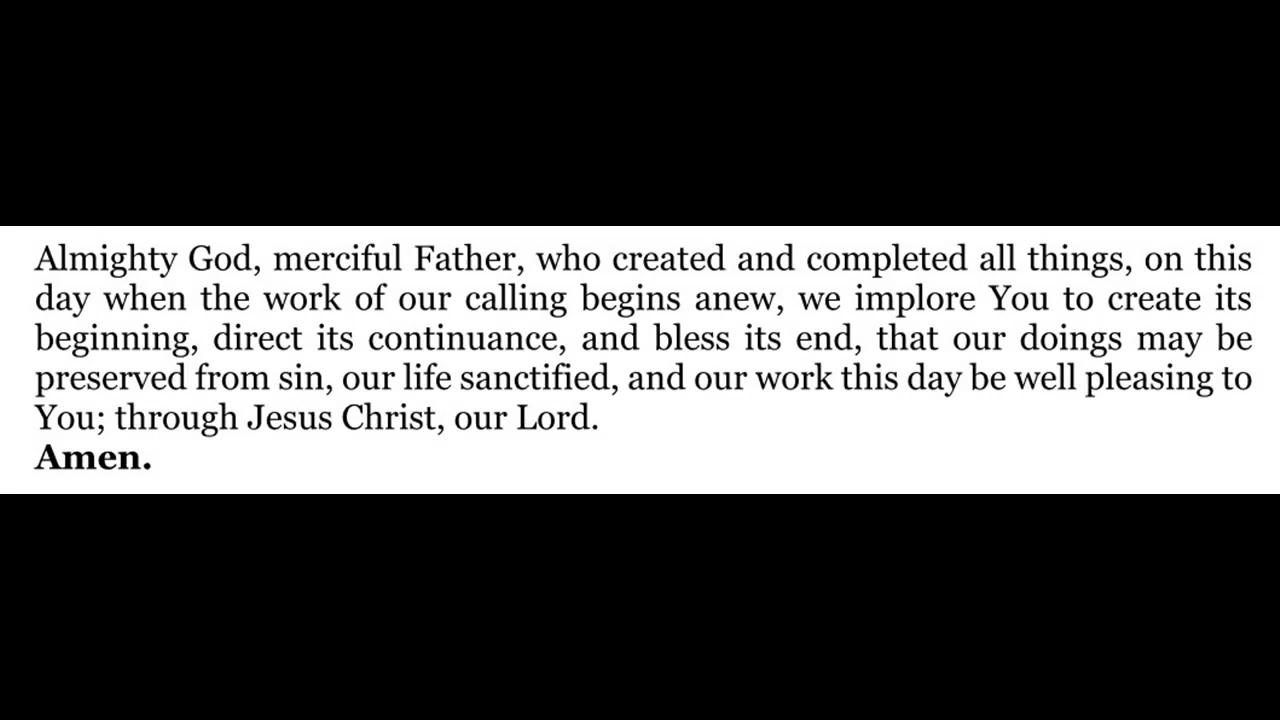 Almighty God, merciful Father, who created and completed all things, on this
day when the work of our calling begins anew, we implore You to create its
beginning, direct its continuance, and bless its end, that our doings may be
preserved from sin, our life sanctified, and our work this day be well pleasing to
You; through Jesus Christ, our Lord.
Amen.